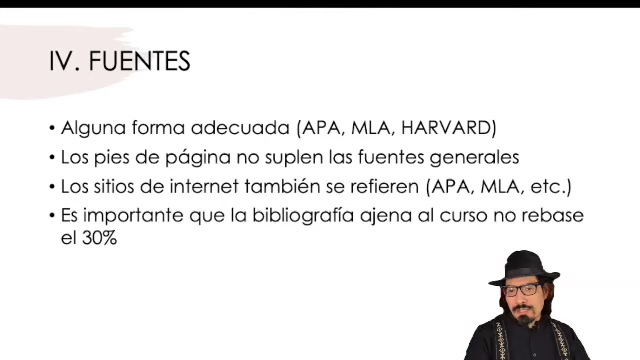 IV. FUENTES
• Alguna forma adecuada (APA, MLA, HARVARD)
• Los pies de página no suplen las fuentes generales
• Los sitios de internet también se refieren (APA, MLA, etc.)
• Es importante que la bibliografía ajena al curso no rebase
el 30%